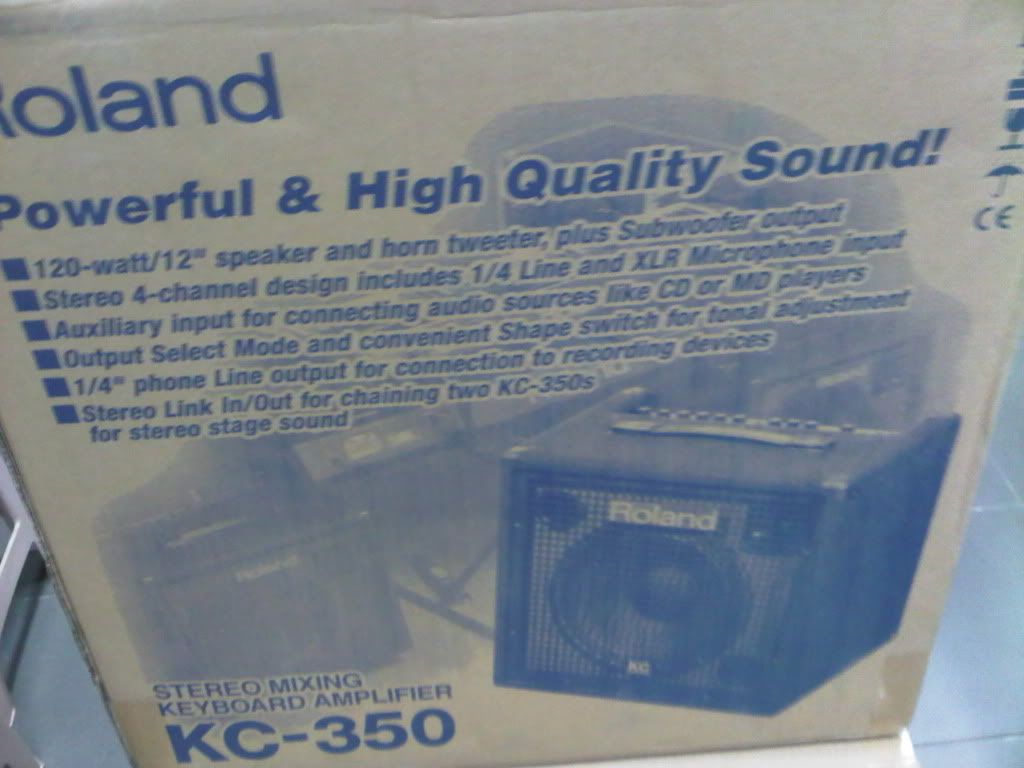 Roland
Powerful & High Quality Sound!
■120-watt/12" speaker and horn tweeter, plus Subwoofer output
■Stereo 4-channel design includes 1/4 Line and XLR Microphone input
■Auxiliary input for connecting audio sources like CD or MD players
■Output Select Mode and convenient Shape switch for tonal adjustment
■1/4" phone Line output for connection to recording devices
■Stereo Link In/Out for chaining two KC-350s
for stereo stage sound
CE
Roland
Roland
KC
STEREO MIXING
KEYBOARD AMPLIFIER
KC-350